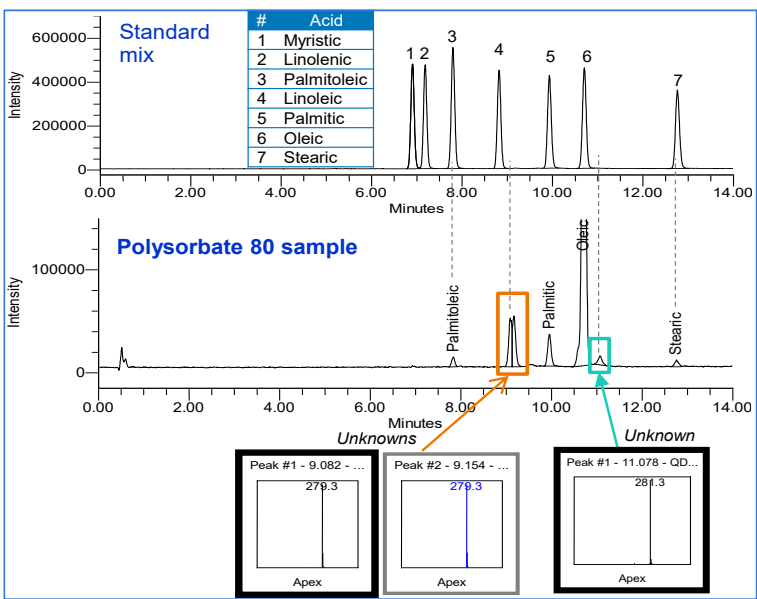 Standard
mix
# Acid
1 Myristic
2 Linolenic
3 Palmitoleic
4 Linoleic
5 Palmitic
6 Oleic
7 Stearic
Intensity
600000
400000
200000
0
1 2 3 4 5 6 7
0.00 2.00 4.00 6.00 8.00 10.00 12.00 14.00
Minutes
Polysorbate 80 sample
Intensity
100000
0
Palmitoleic
Palmitic
Oleic
Stearic
0.00 2.00 4.00 6.00 8.00 10.00 12.00 14.00
Minutes
Unknowns
Unknown
Peak #1 - 9.082 - ...
279.3
Apex
Peak #2 - 9.154 - ...
279.3
Apex
Peak #1 - 11.078 - QD...
281.3
Apex